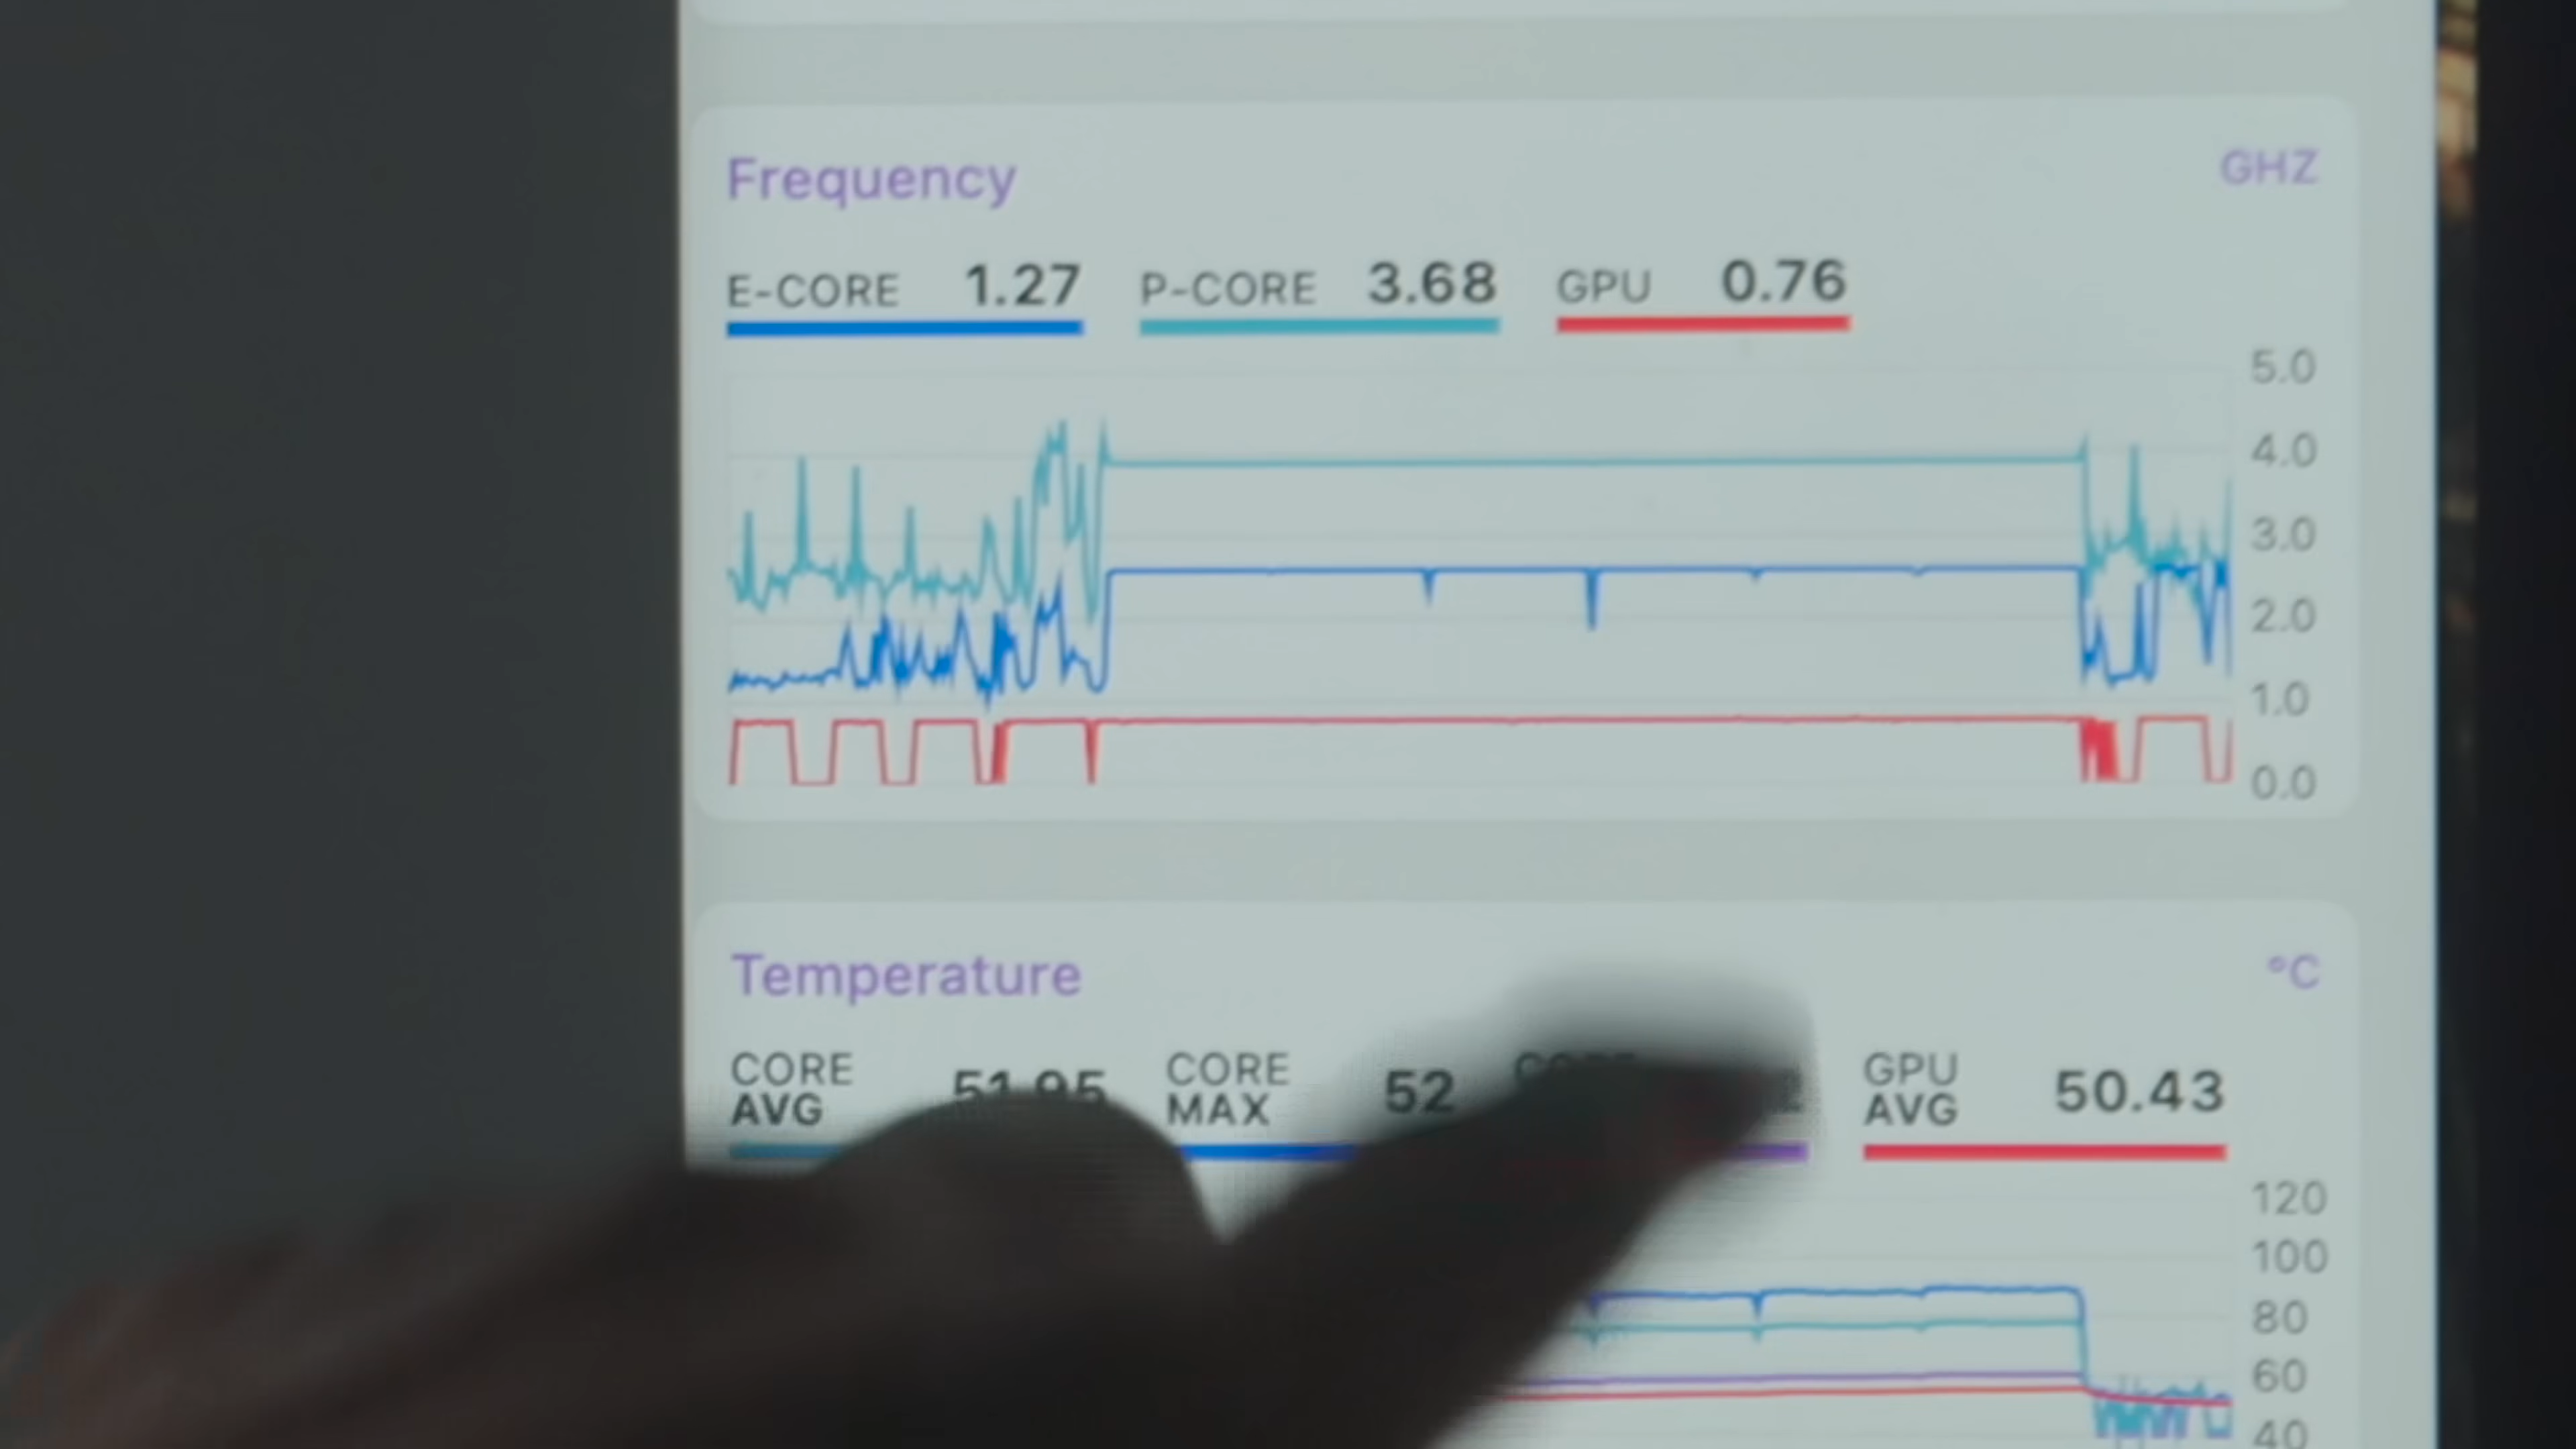 Frequency GHZ
E-CORE 1.27 P-CORE 3.68 GPU 0.76
5.0
4.0
3.0
2.0
1.0
0.0
Temperature °C
CORE AVG 51.95 CORE MAX 52 GPU AVG 50.43
120
100
80
60
40